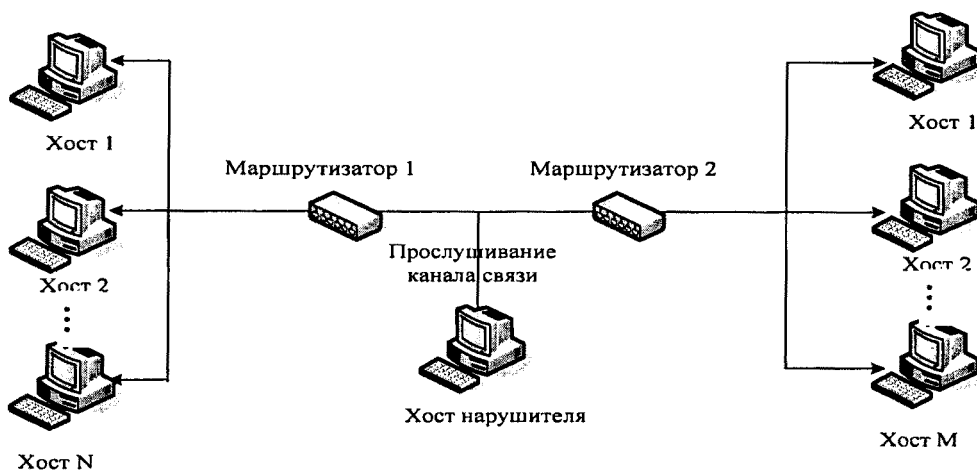 Хост 1
Хост 1
Маршрутизатор 1
Маршрутизатор 2
Прослушивание
канала связи
Хост 2
Хост 2
Хост нарушителя
Хост N
Хост M